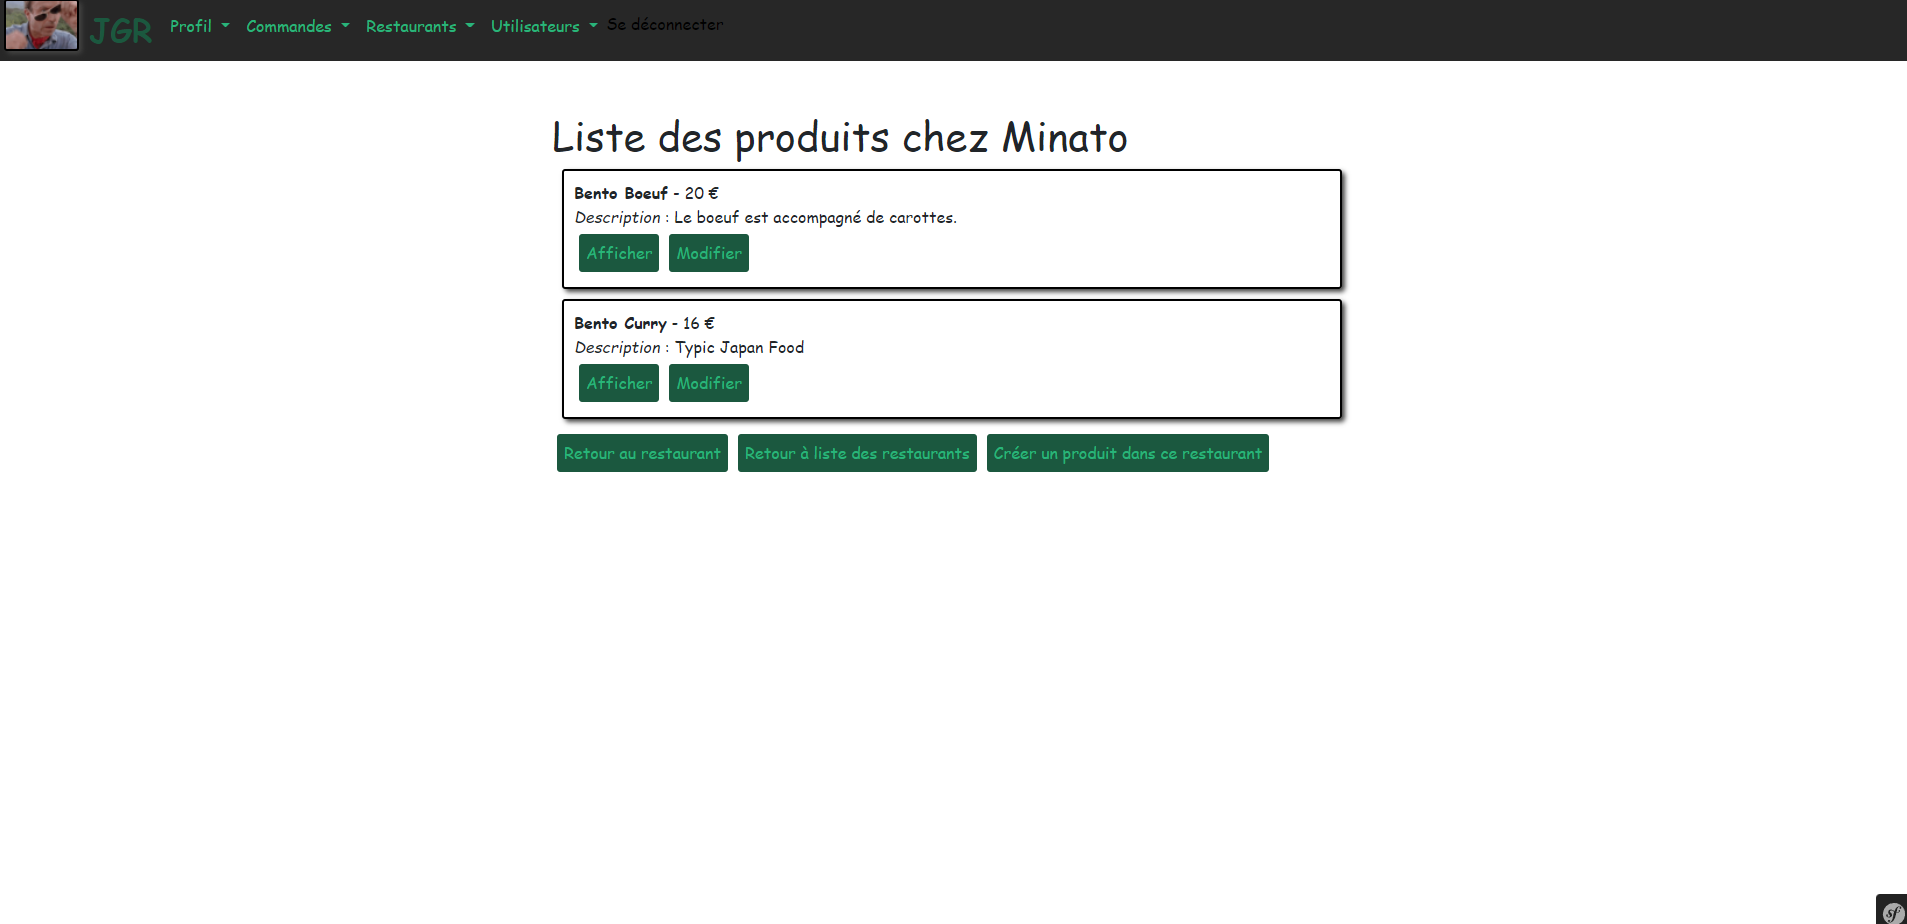 JGR Profil Commandes Restaurants Utilisateurs Se déconnecter
Liste des produits chez Minato
Bento Boeuf - 20 €
Description : Le boeuf est accompagné de carottes.
Afficher Modifier
Bento Curry - 16 €
Description : Typic Japan Food
Afficher Modifier
Retour au restaurant Retour à liste des restaurants Créer un produit dans ce restaurant
sf